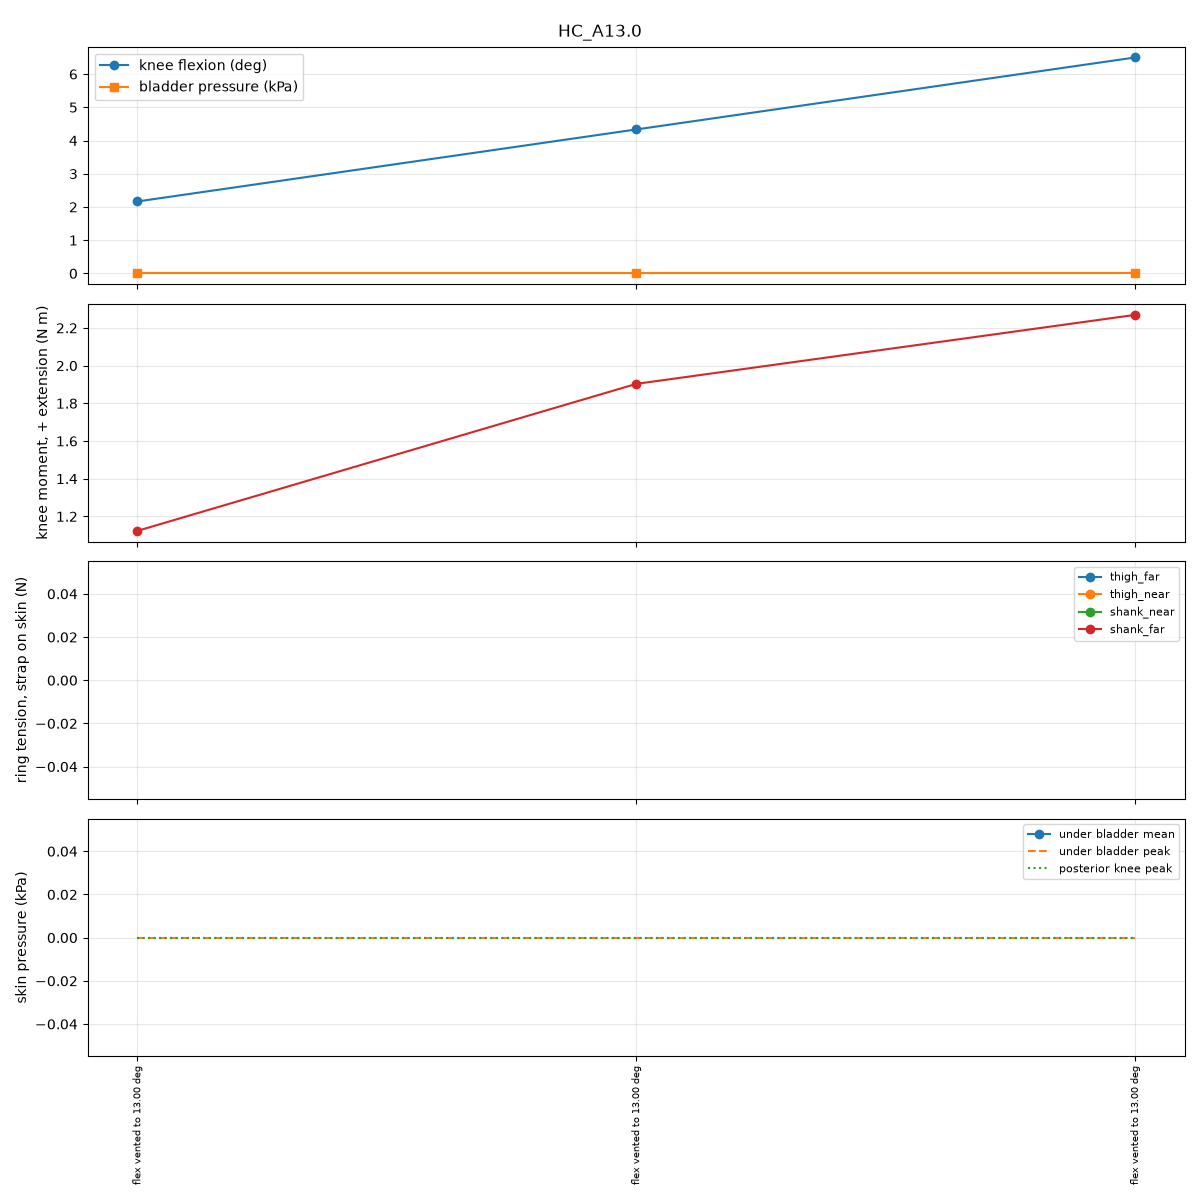 HC_A13.0
knee flexion (deg)
bladder pressure (kPa)
6
5
4
3
2
1
0
knee moment, + extension (N m)
2.2
2.0
1.8
1.6
1.4
1.2
ring tension, strap on skin (N)
0.04
0.02
0.00
−0.02
−0.04
thigh_far
thigh_near
shank_near
shank_far
skin pressure (kPa)
0.04
0.02
0.00
−0.02
−0.04
under bladder mean
under bladder peak
posterior knee peak
flex vented to 13.00 deg
flex vented to 13.00 deg
flex vented to 13.00 deg